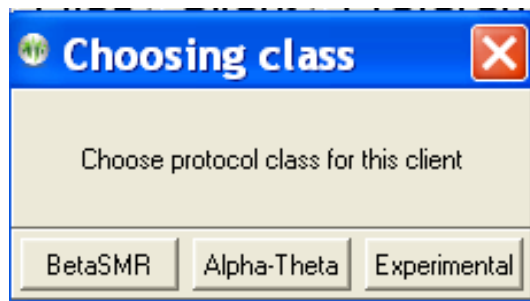 Choosing class
Choose protocol class for this client
BetaSMR Alpha-Theta Experimental